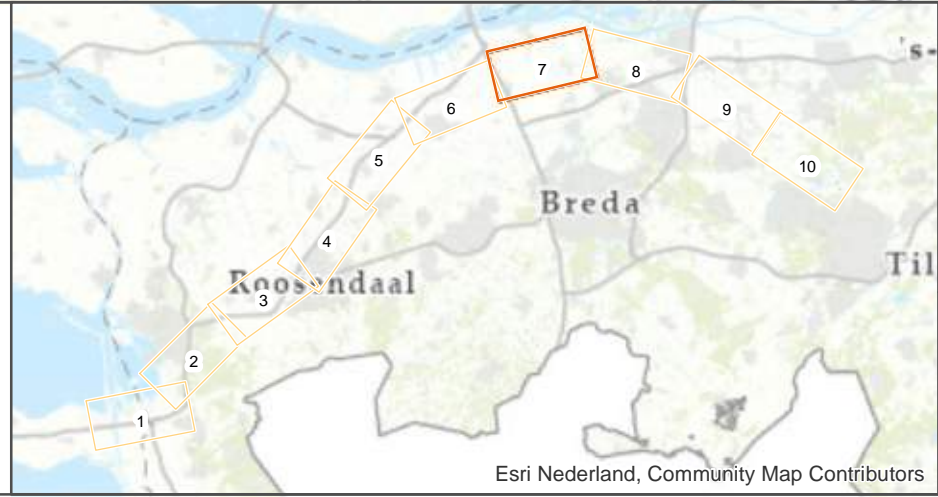 's-
7
8
6
9
5
10
Breda
4
Til
Roosendaal
3
2
1
Esri Nederland, Community Map Contributors